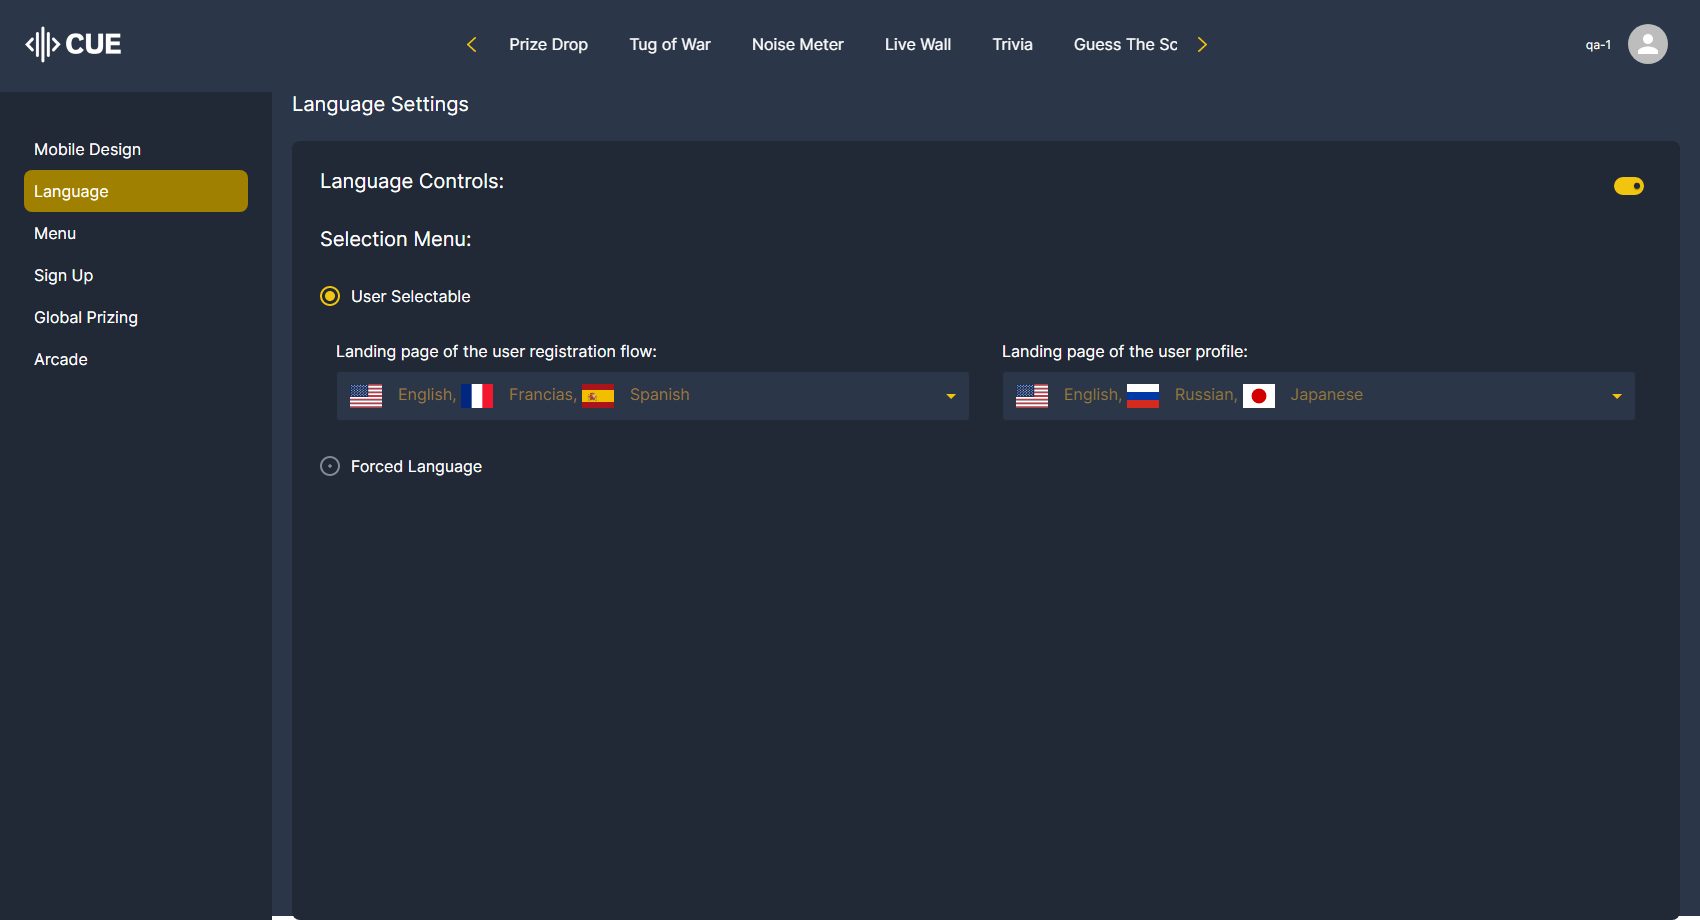 CUE
Prize Drop
Tug of War
Noise Meter
Live Wall
Trivia
Guess The Sc
qa-1
Mobile Design
Language
Menu
Sign Up
Global Prizing
Arcade
Language Settings
Language Controls:
Selection Menu:
User Selectable
Landing page of the user registration flow:
English, Francias, Spanish
Landing page of the user profile:
English, Russian, Japanese
Forced Language